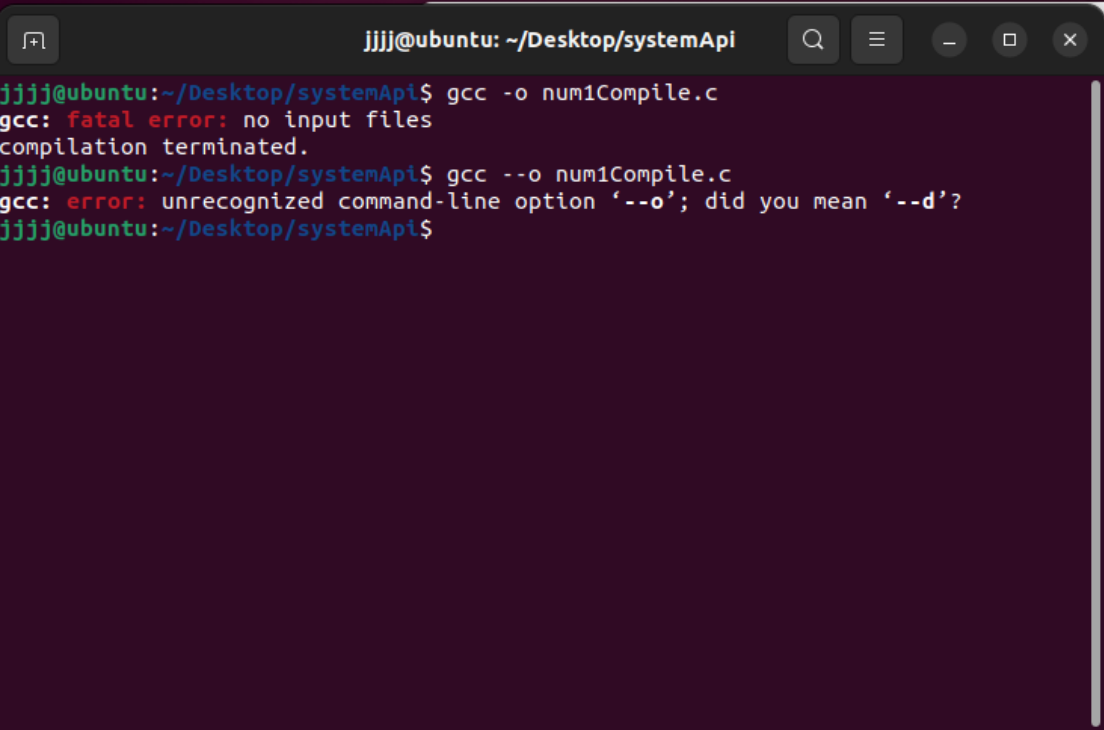 jjjj@ubuntu: ~/Desktop/systemApi
jjjj@ubuntu:~/Desktop/systemApi$ gcc -o num1Compile.c
gcc: fatal error: no input files
compilation terminated.
jjjj@ubuntu:~/Desktop/systemApi$ gcc --o num1Compile.c
gcc: error: unrecognized command-line option ‘--o’; did you mean ‘--d’?
jjjj@ubuntu:~/Desktop/systemApi$